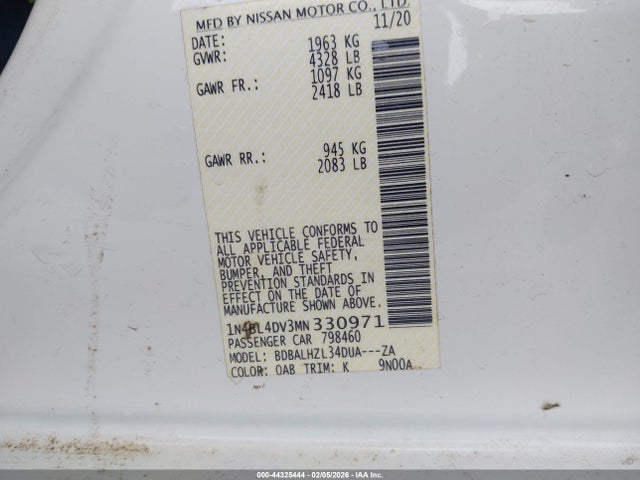 MFD BY NISSAN MOTOR CO., LTD.
DATE: 11/20
GVWR: 1963 KG
4328 LB
GAWR FR.: 1097 KG
2418 LB
GAWR RR.: 945 KG
2083 LB
THIS VEHICLE CONFORMS TO
ALL APPLICABLE FEDERAL
MOTOR VEHICLE SAFETY,
BUMPER, AND THEFT
PREVENTION STANDARDS IN
EFFECT ON THE DATE OF
MANUFACTURE SHOWN ABOVE.
1N4BL4DV3MN330971
PASSENGER CAR 798460
MODEL: BDBALHZL34DUA---ZA
COLOR: QAB TRIM: K 9N00A
000-44325444 - 02/05/2026 - IAA Inc.